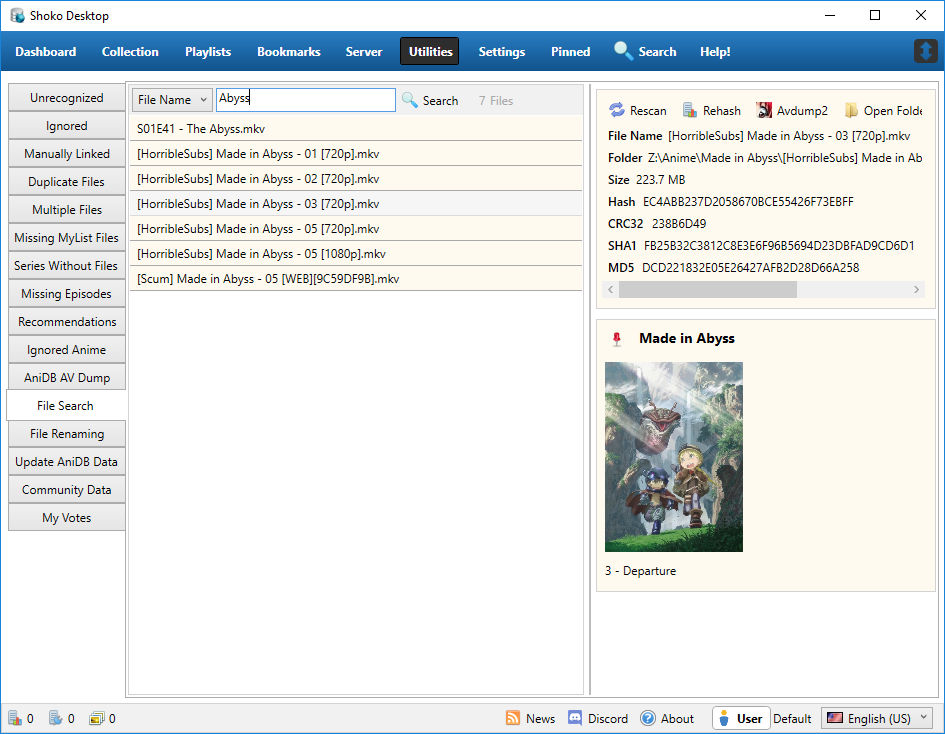 Shoko Desktop
Dashboard Collection Playlists Bookmarks Server Utilities Settings Pinned Search Help!
Unrecognized
Ignored
Manually Linked
Duplicate Files
Multiple Files
Missing MyList Files
Series Without Files
Missing Episodes
Recommendations
Ignored Anime
AniDB AV Dump
File Search
File Renaming
Update AniDB Data
Community Data
My Votes
File Name Abyss Search 7 Files
S01E41 - The Abyss.mkv
[HorribleSubs] Made in Abyss - 01 [720p].mkv
[HorribleSubs] Made in Abyss - 02 [720p].mkv
[HorribleSubs] Made in Abyss - 03 [720p].mkv
[HorribleSubs] Made in Abyss - 05 [720p].mkv
[HorribleSubs] Made in Abyss - 05 [1080p].mkv
[Scum] Made in Abyss - 05 [WEB][9C59DF9B].mkv
Rescan Rehash Avdump2 Open Folde
File Name [HorribleSubs] Made in Abyss - 03 [720p].mkv
Folder Z:\Anime\Made in Abyss\[HorribleSubs] Made in Ab
Size 223.7 MB
Hash EC4ABB237D2058670BCE55426F73EBFF
CRC32 238B6D49
SHA1 FB25B32C3812C8E3E6F96B5694D23DBFAD9CD6D1
MD5 DCD221832E05E26427AFB2D28D66A258
Made in Abyss
3 - Departure
0 0 0 News Discord About User Default English (US)